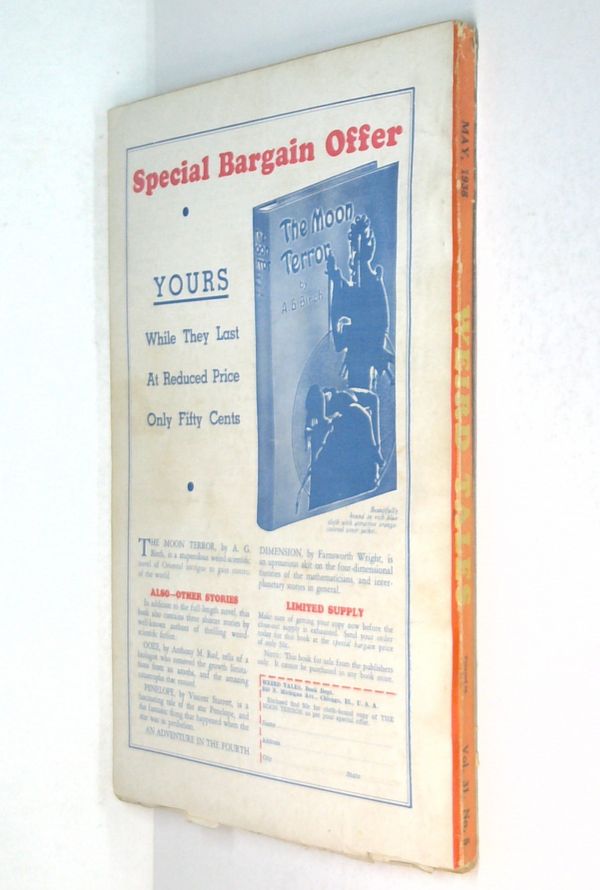 Special Bargain Offer
YOURS
While They Last
At Reduced Price
Only Fifty Cents
The Moon
Terror
by
A.G. Birch
Beautifully
bound in rich blue
cloth with attractive orange-
colored cover jacket.
THE MOON TERROR, by A. G.
Birch, is a stupendous weird-scientific
novel of Oriental intrigue to gain control
of the world.
ALSO—OTHER STORIES
In addition to the full-length novel, this
book also contains three shorter stories by
well-known authors of thrilling weird-
scientific fiction:
OOZE, by Anthony M. Rud, tells of a
biologist who removed the growth limita-
tions from an amoeba, and the amazing
catastrophe that ensued.
PENELOPE, by Vincent Starrett, is a
fascinating tale of the star Penelope, and
the fantastic thing that happened when the
star was in perihelion.
AN ADVENTURE IN THE FOURTH
DIMENSION, by Farnsworth Wright, is
an uproarious skit on the four-dimensional
theories of the mathematicians, and inter-
planetary stories in general.
LIMITED SUPPLY
Make sure of getting your copy now before the
close-out supply is exhausted. Send your order
today for this book at the special bargain price
of only 50c.
NOTE: This book for sale from the publishers
only. It cannot be purchased in any book store.
WEIRD TALES, Book Dept.
840 N. Michigan Ave., Chicago, Ill., U. S. A.
Enclosed find 50c for cloth-bound copy of THE
MOON TERROR as per your special offer.
Name
Address
City
State
MAY, 1938
WEIRD TALES
Vol. 31, No. 5